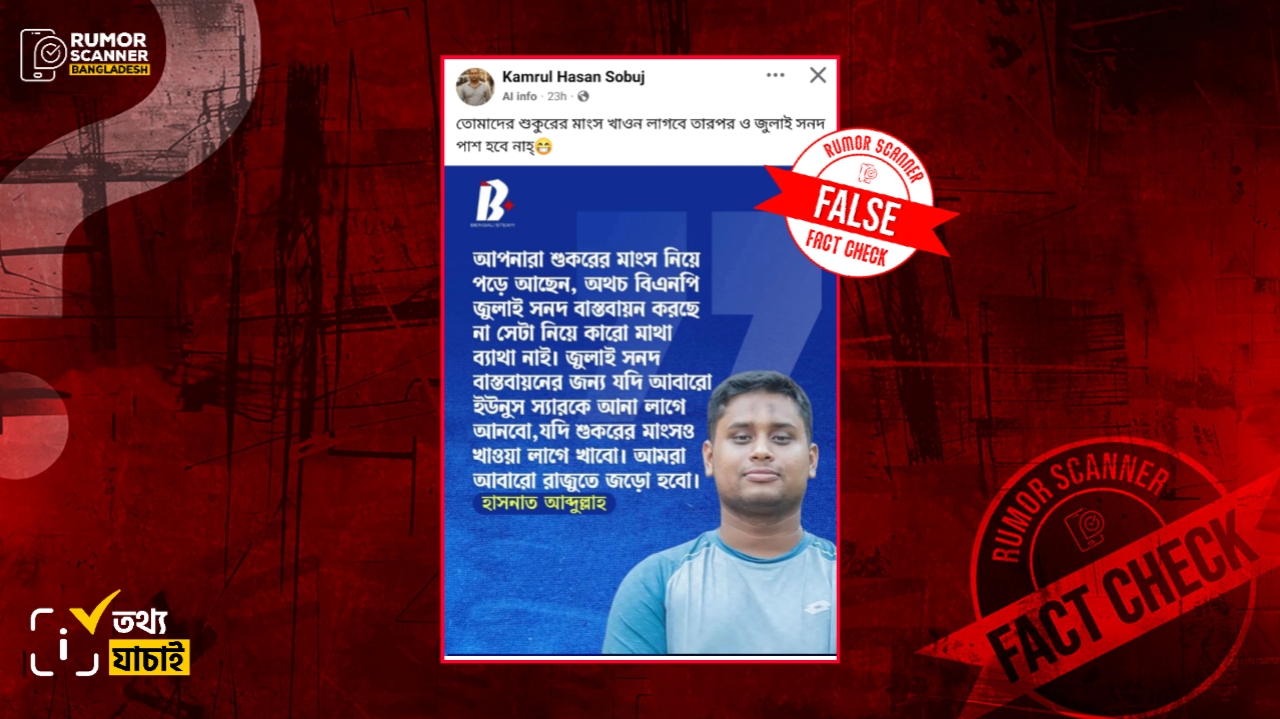 RUMOR
SCANNER
BANGLADESH
Kamrul Hasan Sobuj
AI info · 23h ·
তোমাদের শুকুরের মাংস খাওন লাগবে তারপর ও জুলাই সনদ
পাশ হবে নাহ্😁
RUMOR SCANNER
FALSE
FACT CHECK
B
BENGALI STEAM
আপনারা শুকরের মাংস নিয়ে
পড়ে আছেন, অথচ বিএনপি
জুলাই সনদ বাস্তবায়ন করছে
না সেটা নিয়ে কারো মাথা
ব্যাথা নাই। জুলাই সনদ
বাস্তবায়নের জন্য যদি আবারো
ইউনুস স্যারকে আনা লাগে
আনবো,যদি শুকরের মাংসও
খাওয়া লাগে খাবো। আমরা
আবারো রাজুতে জড়ো হবো।
হাসনাত আব্দুল্লাহ
তথ্য
যাচাই
RUMOR SCANNER
FACT CHECK